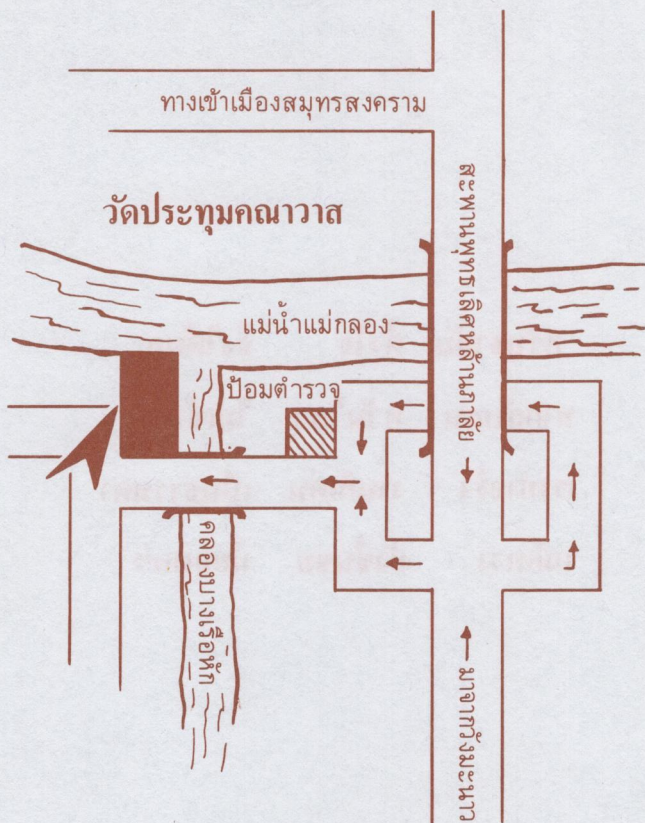 ทางเข้าเมืองสมุทรสงคราม
วัดประทุมคณาวาส
สะพานพุทธเลิศหล้านภาลัย
แม่น้ำแม่กลอง
ป้อมตำรวจ
คลองบางเรือหัก
มาจากวังมะนาว